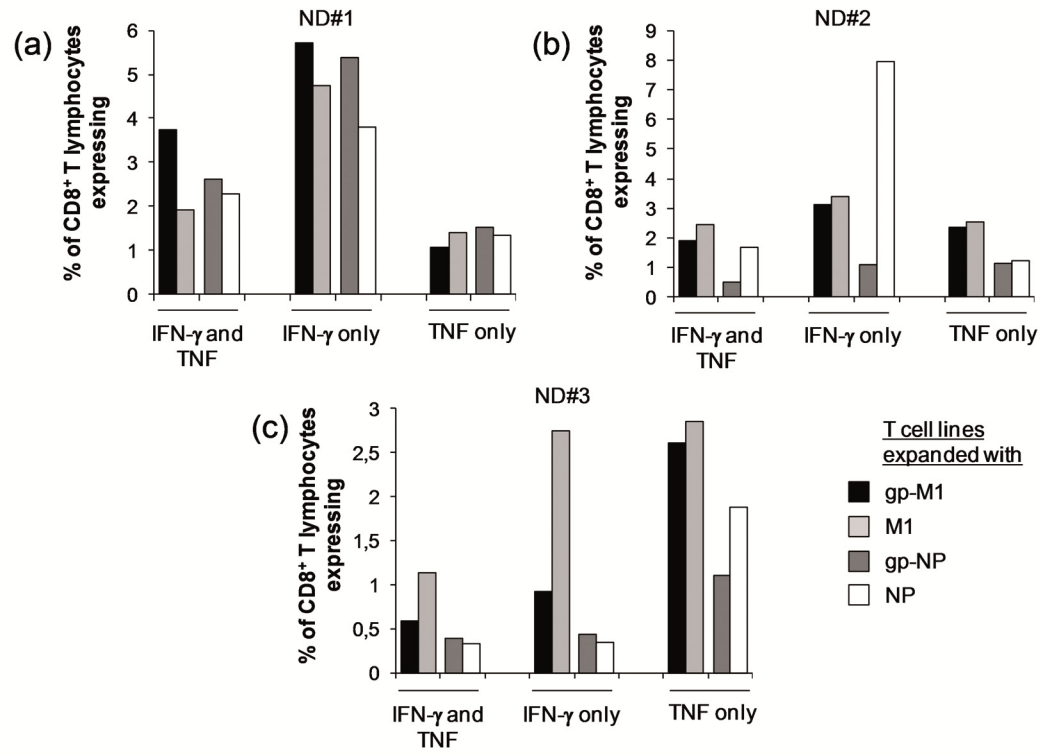 (a)
ND#1
% of CD8⁺ T lymphocytes
expressing
6
5
4
3
2
1
0
IFN-γ and
TNF
IFN-γ only
TNF only
(b)
ND#2
% of CD8⁺ T lymphocytes
expressing
9
8
7
6
5
4
3
2
1
0
IFN-γ and
TNF
IFN-γ only
TNF only
(c)
ND#3
% of CD8⁺ T lymphocytes
expressing
3
2,5
2
1,5
1
0,5
0
IFN-γ and
TNF
IFN-γ only
TNF only
T cell lines
expanded with
gp-M1
M1
gp-NP
NP